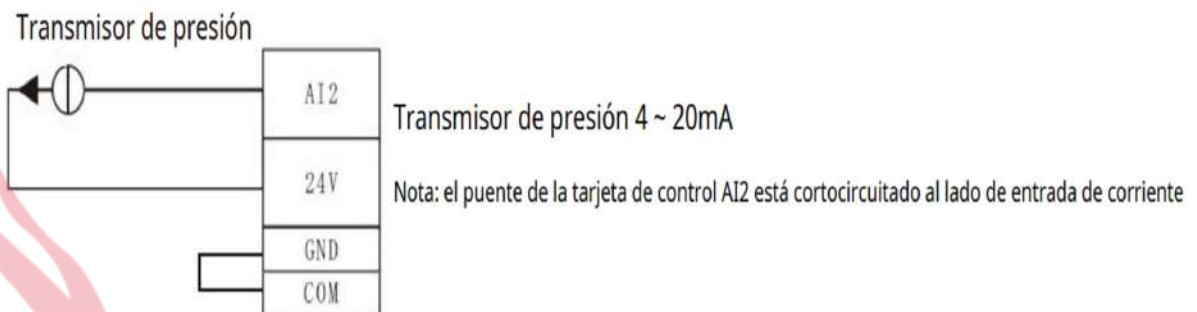 Transmisor de presión
AI2
Transmisor de presión 4 ~ 20mA
24V
Nota: el puente de la tarjeta de control AI2 está cortocircuitado al lado de entrada de corriente
GND
COM